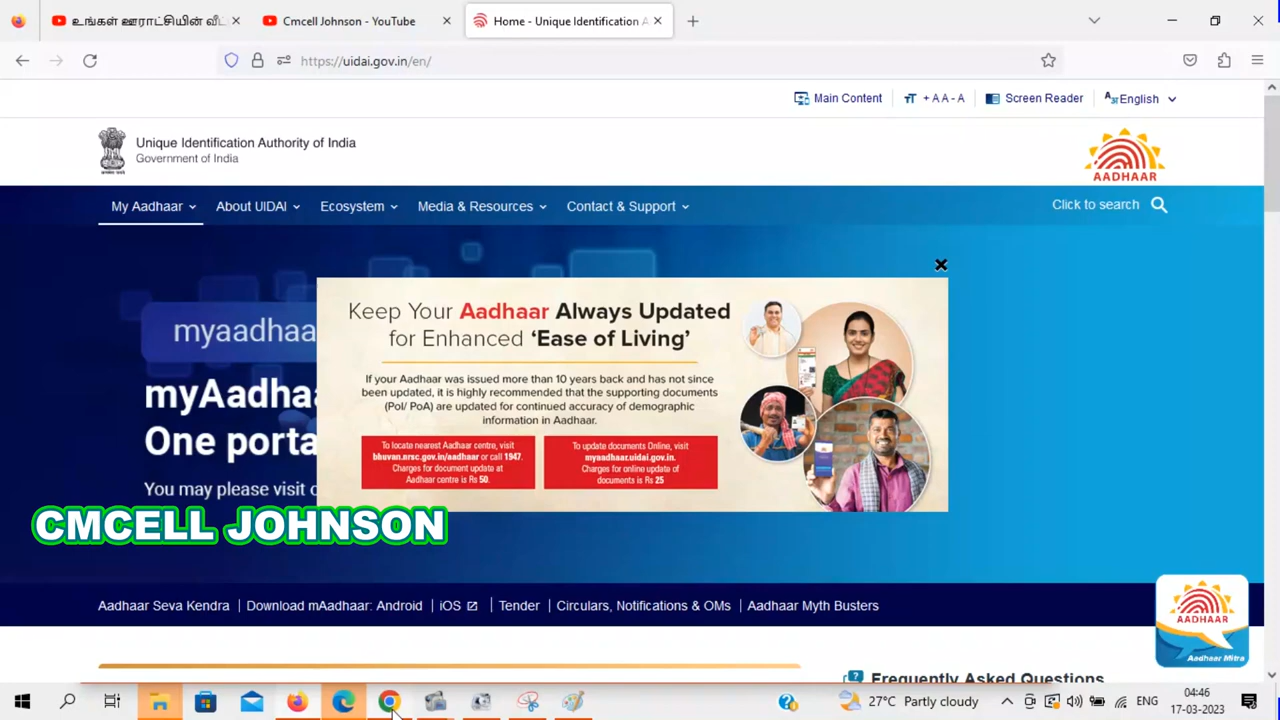 உங்கள் ஊராட்சியின் வீட
Cmcell Johnson - YouTube
Home - Unique Identification A
https://uidai.gov.in/en/
Main Content
+ A A - A
Screen Reader
English
Unique Identification Authority of India
Government of India
AADHAAR
My Aadhaar
About UIDAI
Ecosystem
Media & Resources
Contact & Support
Click to search
Keep Your Aadhaar Always Updated
for Enhanced ‘Ease of Living’
myaadhaa
If your Aadhaar was issued more than 10 years back and has not since
been updated, it is highly recommended that the supporting documents
(PoI/ PoA) are updated for continued accuracy of demographic
information in Aadhaar.
myAadha
One porta
To locate nearest Aadhaar centre, visit
bhuvan.nrsc.gov.in/aadhaar or call 1947.
Charges for document update at
Aadhaar centre is Rs 50.
To update documents Online, visit
myaadhaar.uidai.gov.in.
Charges for online update of
documents is Rs 25
You may please visit
CMCELL JOHNSON
Aadhaar Seva Kendra
Download mAadhaar: Android
iOS
Tender
Circulars, Notifications & OMs
Aadhaar Myth Busters
AADHAAR
Aadhaar Mitra
Frequently Asked Questions
27°C Partly cloudy
ENG
04:46
17-03-2023